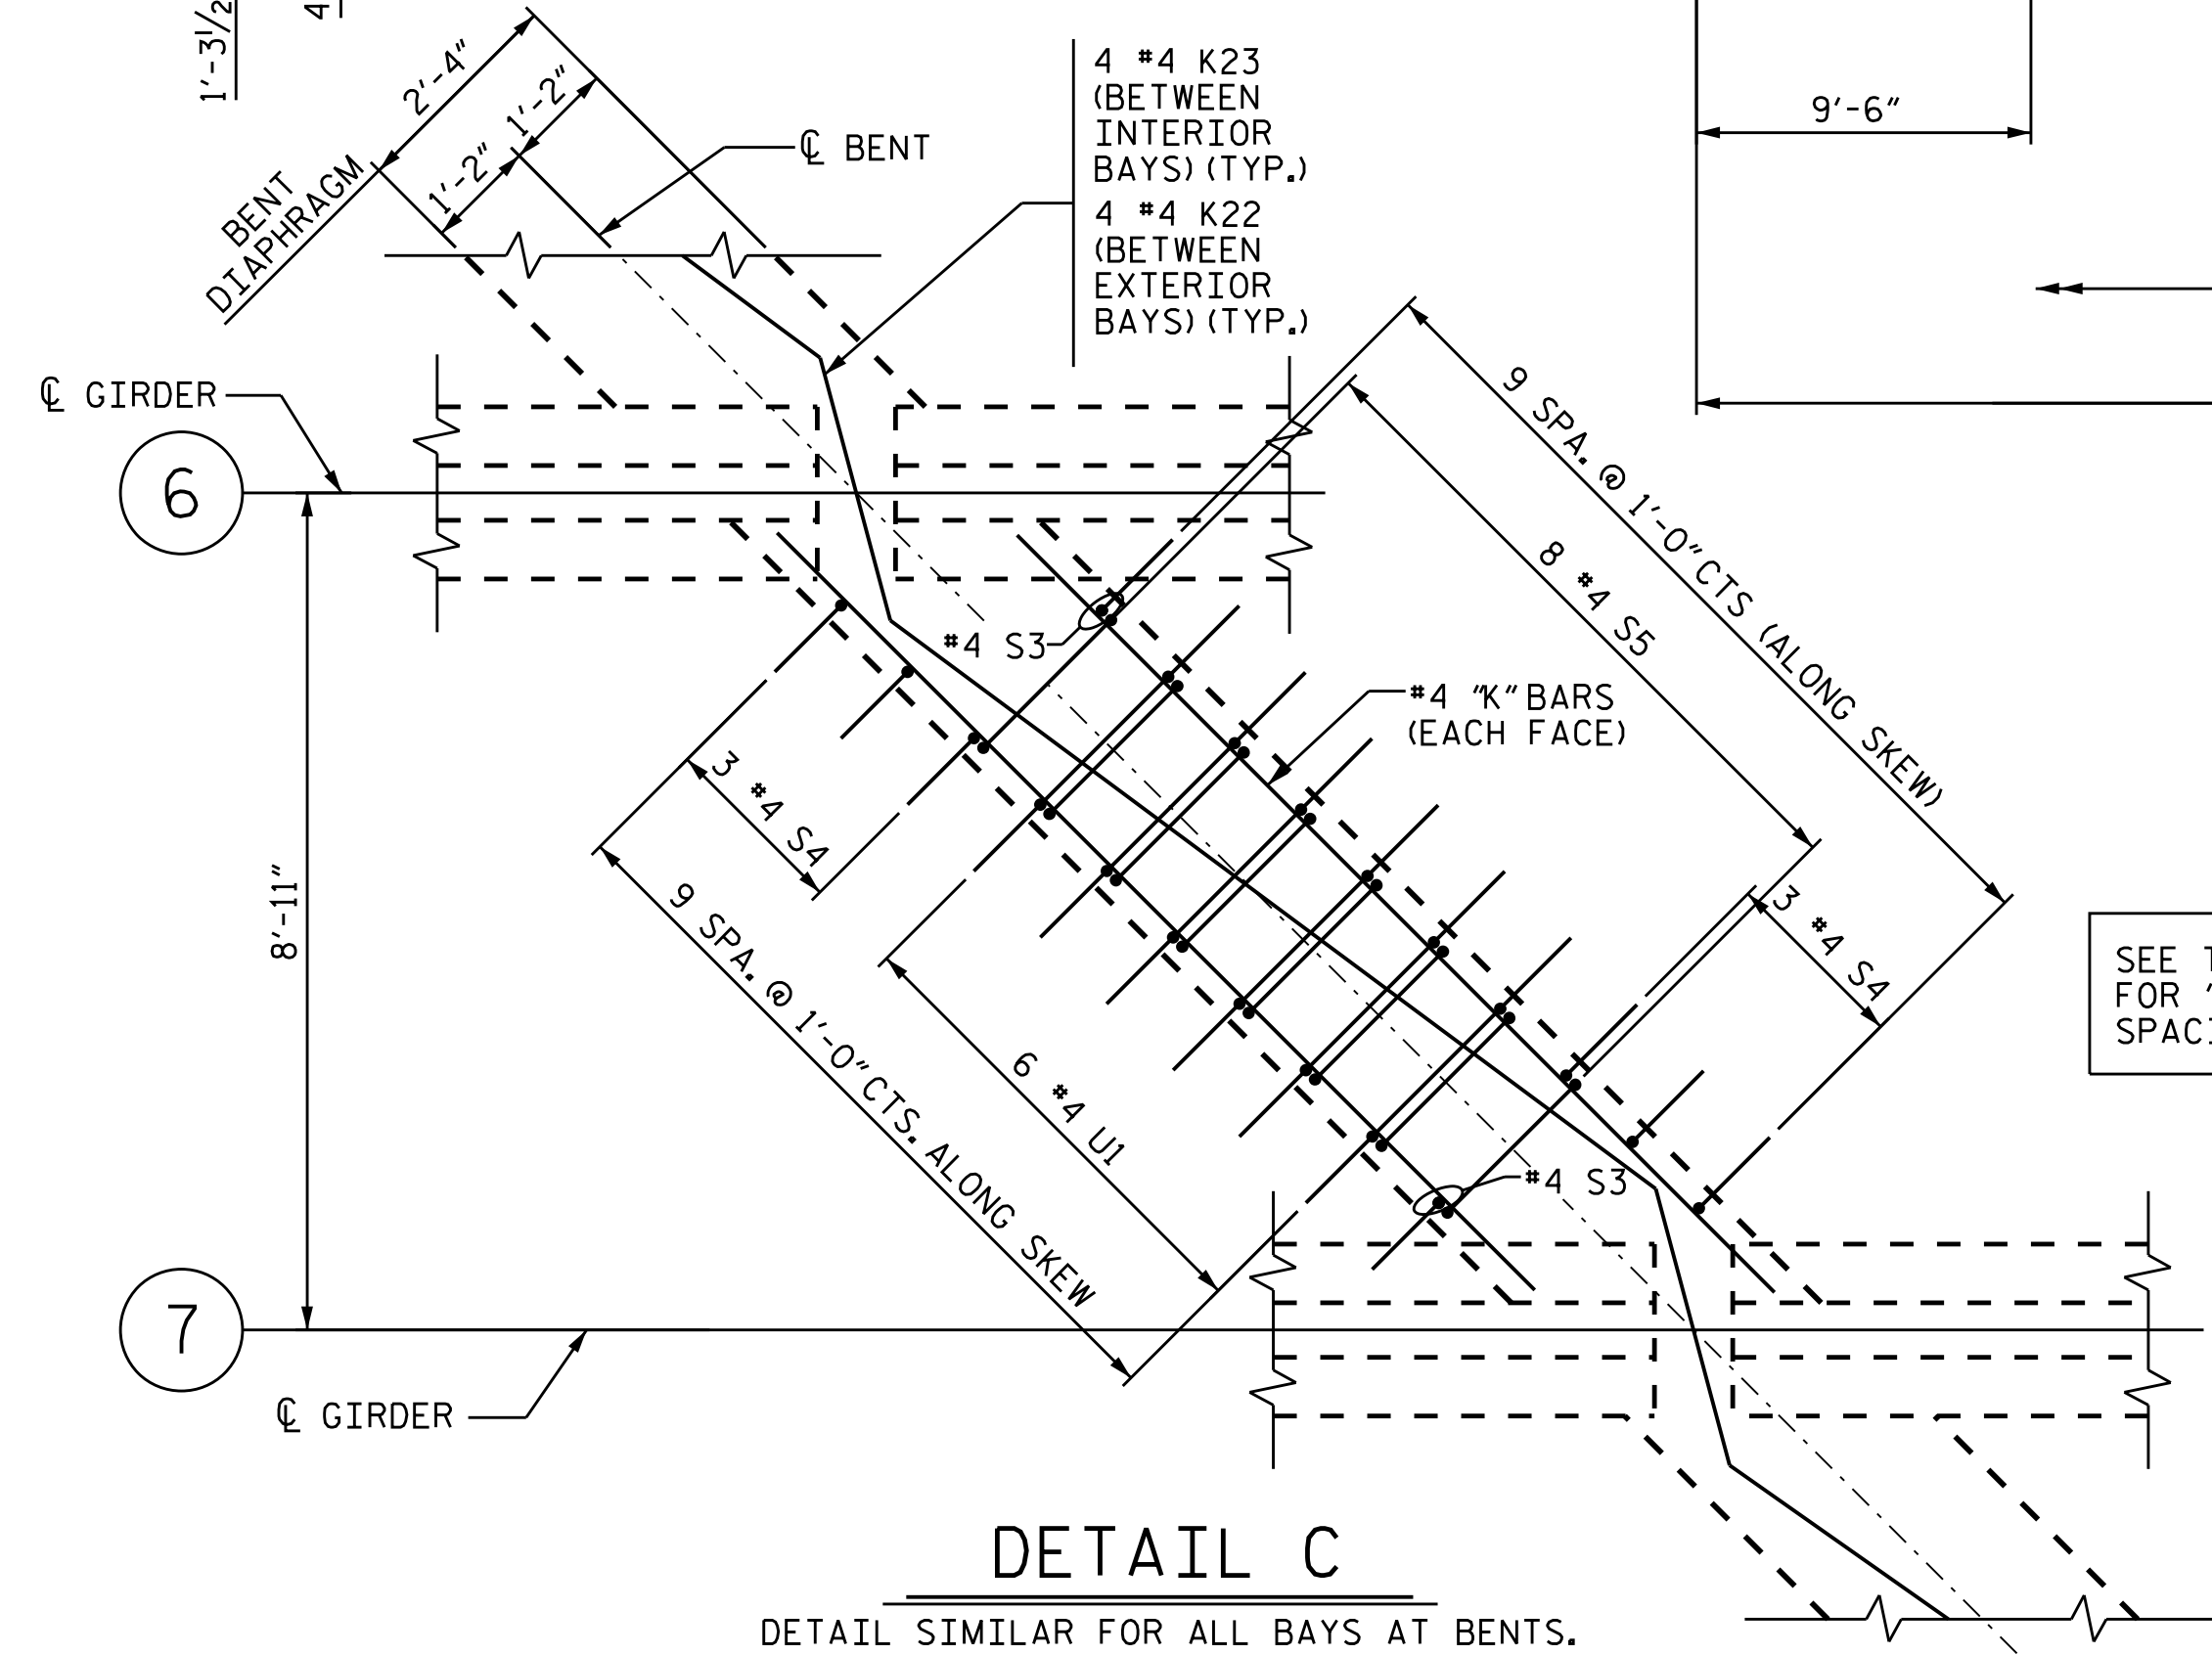 1'-3 1/2
4
2'-4"
1'-2"
1'-2"
BENT
DIAPHRAGM
℄ BENT
4 #4 K23
(BETWEEN
INTERIOR
BAYS)(TYP.)
4 #4 K22
(BETWEEN
EXTERIOR
BAYS)(TYP.)
9'-6"
℄ GIRDER
6
9 SPA. @ 1'-0"CTS (ALONG SKEW)
8 #4 S5
#4 S3
#4 "K"BARS
(EACH FACE)
3 #4 S4
3 #4 S4
8'-11"
9 SPA. @ 1'-0"CTS. ALONG SKEW
6 #4 U1
SEE
FOR
#4 S3
7
℄ GIRDER
DETAIL C
DETAIL SIMILAR FOR ALL BAYS AT BENTS.